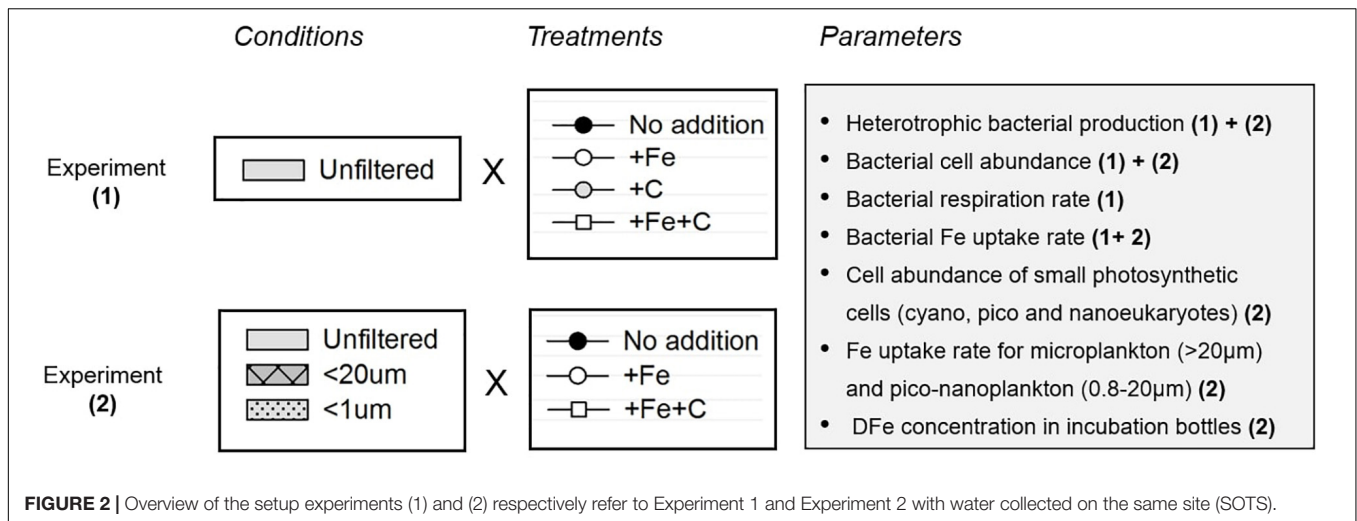 Conditions Treatments Parameters
Experiment
(1)
Unfiltered
X
No addition
+Fe
+C
+Fe+C
Experiment
(2)
Unfiltered
<20um
<1um
X
No addition
+Fe
+Fe+C
• Heterotrophic bacterial production (1) + (2)
• Bacterial cell abundance (1) + (2)
• Bacterial respiration rate (1)
• Bacterial Fe uptake rate (1+ 2)
• Cell abundance of small photosynthetic
cells (cyano, pico and nanoeukaryotes) (2)
• Fe uptake rate for microplankton (>20µm)
and pico-nanoplankton (0.8-20µm) (2)
• DFe concentration in incubation bottles (2)
FIGURE 2 | Overview of the setup experiments (1) and (2) respectively refer to Experiment 1 and Experiment 2 with water collected on the same site (SOTS).